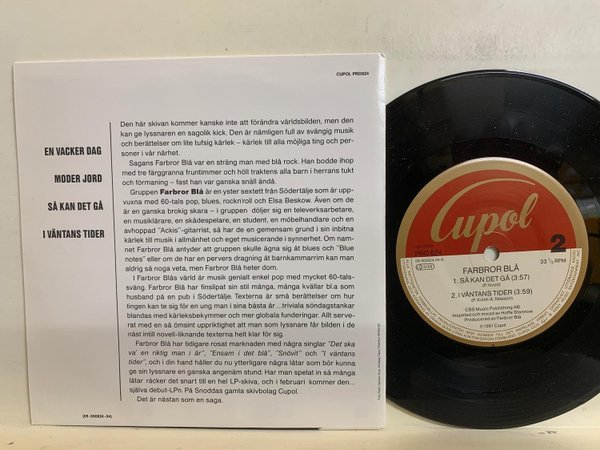 CUPOL PRO624
EN VACKER DAG
MODER JORD
SÅ KAN DET GÅ
I VÄNTANS TIDER
Den här skivan kommer kanske inte att förändra världsbilden, men den
kan ge lyssnaren en sagolik kick. Den är nämligen full av svängig musik
och berättelser om lite tufsig kärlek – kärlek till alla möjliga ting och per-
soner i vår närhet.
Sagans Farbror Blå var en sträng man med blå rock. Han bodde ihop
med tre färggranna fruntimmer och höll traktens alla barn i herrans tukt
och förmaning – fast han var ganska snäll ändå.
Gruppen Farbror Blå är en yster sextett från Södertälje som är upp-
vuxna med 60-tals pop, blues, rock'n'roll och Elsa Beskow. Även om de
är en ganska brokig skara – i gruppen döljer sig en televerksarbetare,
en musiklärare, en skådespelare, en student, en möbelhandlare och en
avhoppad "Ackis"-gitarrist, så har de en gemensam grund i sin inbitna
kärlek till musik i allmänhet och eget musicerande i synnerhet. Om nam-
net Farbror Blå antyder att gruppen skulle ägna sig åt blues och "Blue
notes" eller om de har en pervers dragning åt barnkammarrim kan man
aldrig så noga veta, men Farbror Blå heter dom.
I Farbror Blås värld är musik genialt enkel pop med mycket 60-tals-
sväng. Farbror Blå har finslipat sin stil många, många kvällar bl.a som
husband på en pub i Södertälje. Texterna är små berättelser om hur
tingen kan te sig för en ung man i sina bästa år...triviala söndagstankar
blandas med kärleksbekymmer och mer globala funderingar. Allt serve-
rat med en så ömsint uppriktighet att man som lyssnare får bilden i de
näst intill novell-liknande texterna helt klar för sig.
Farbror Blå har tidigare rosat marknaden med några singlar "Det ska
va' en riktig man i år", "Ensam i det blå", "Snövit" och "I väntans
tider", och i din hand håller du nu ytterligare några låtar som bör kunna
ge sin lyssnare en ganska angenäm stund. Har man spelat in så många
låtar räcker det snart till en hel LP-skiva, och i februari kommer den...
själva debut-LPn. På Snoddas gamla skivbolag Cupol.
Det är nästan som en saga.
(08-000624-04)
Cupol
PRO 624
2
33 ⅓ RPM
FARBROR BLÅ
1. SÅ KAN DET GÅ (3:57)
2. I VÄNTANS TIDER (3:59)
CBS Music Publishing AB
Producerad av Farbror Blå
℗ 1991 Cupol